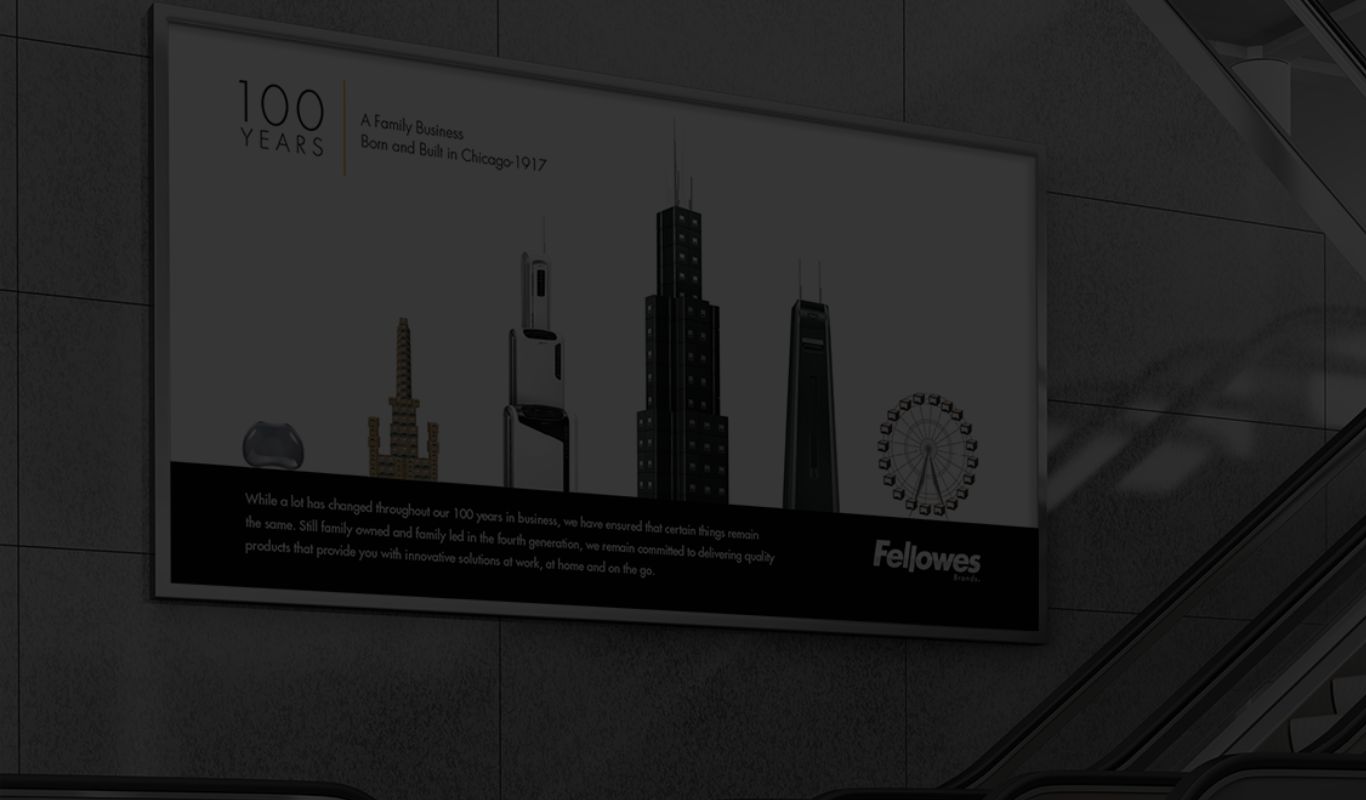 100
YEARS
A Family Business
Born and Built in Chicago-1917
While a lot has changed throughout our 100 years in business, we have ensured that certain things remain
the same. Still family owned and family led in the fourth generation, we remain committed to delivering quality
products that provide you with innovative solutions at work, at home and on the go.
Fellowes
Brands.